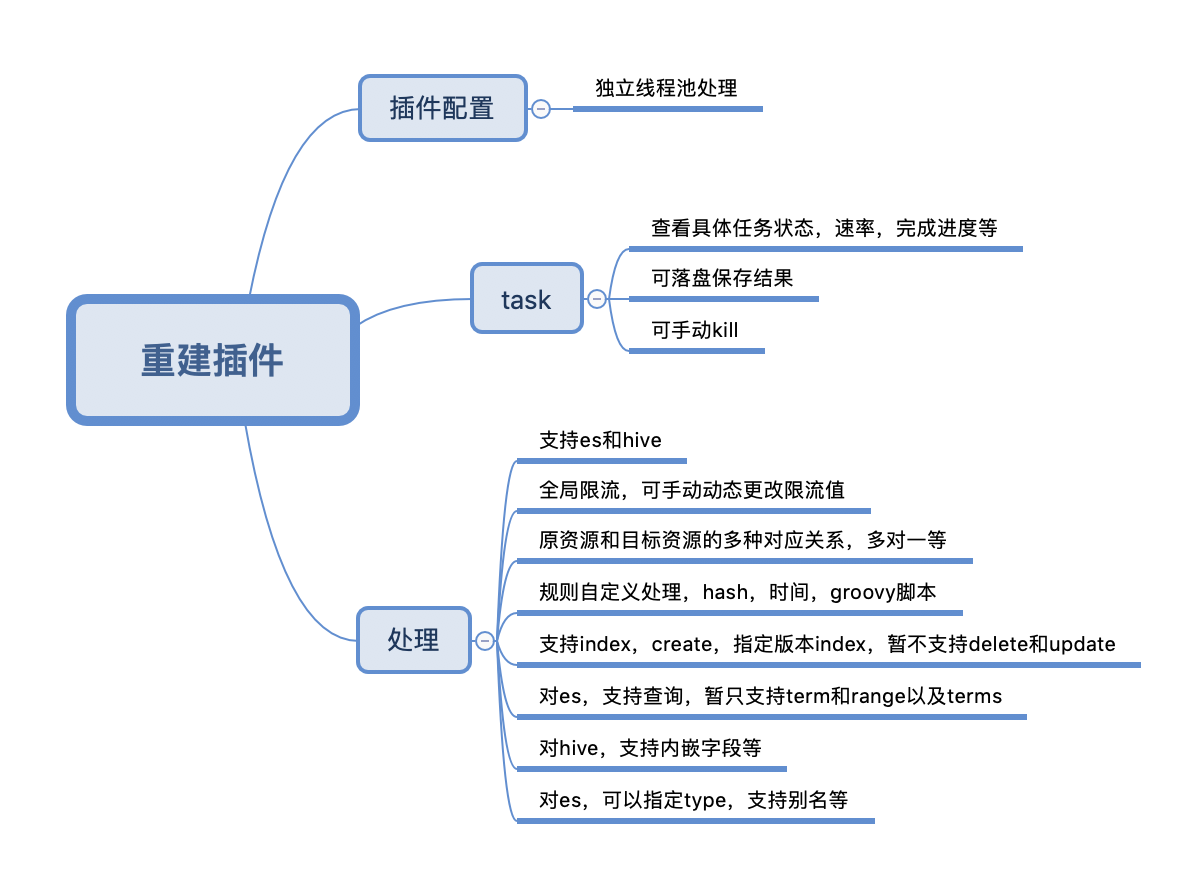 插件配置
独立线程池处理
查看具体任务状态，速率，完成进度等
task
可落盘保存结果
可手动kill
重建插件
处理
支持es和hive
全局限流，可手动动态更改限流值
原资源和目标资源的多种对应关系，多对一等
规则自定义处理，hash，时间，groovy脚本
支持index，create，指定版本index，暂不支持delete和update
对es，支持查询，暂只支持term和range以及terms
对hive，支持内嵌字段等
对es，可以指定type，支持别名等